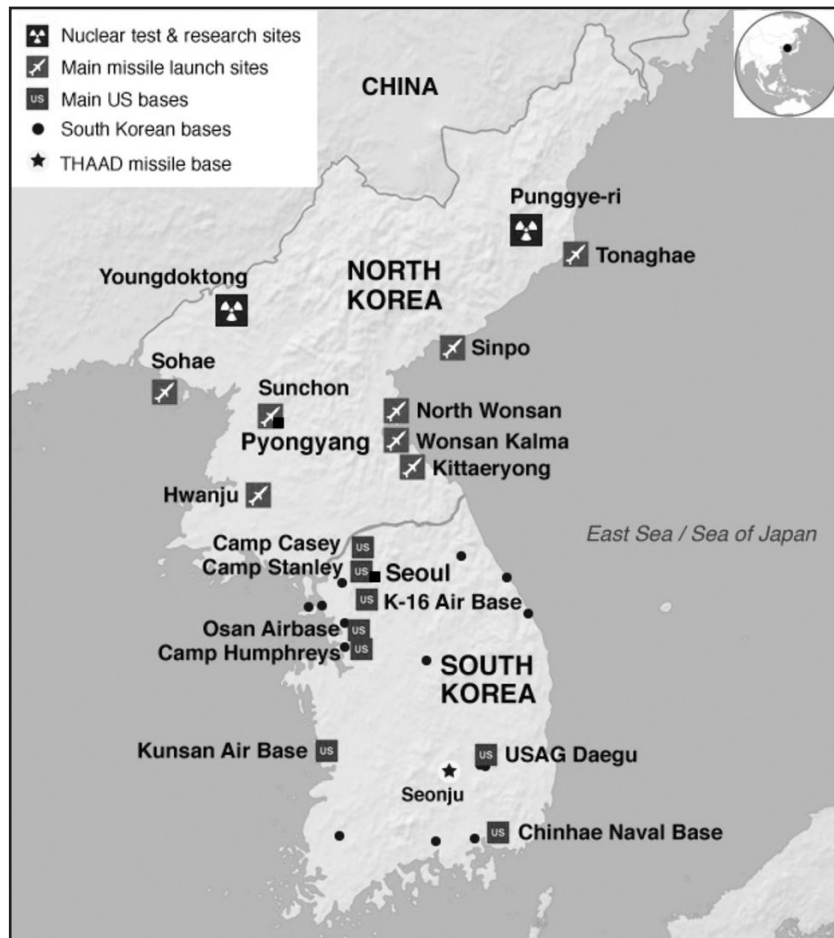 Nuclear test & research sites
Main missile launch sites
US Main US bases
South Korean bases
THAAD missile base
CHINA
Punggye-ri
Tonaghae
NORTH
KOREA
Youngdoktong
Sinpo
Sohae
Sunchon
North Wonsan
Pyongyang
Wonsan Kalma
Kittaeryong
Hwanju
East Sea / Sea of Japan
Camp Casey US
Camp Stanley US
Seoul
US K-16 Air Base
Osan Airbase US
Camp Humphreys US
SOUTH
KOREA
Kunsan Air Base US
US USAG Daegu
Seonju
US Chinhae Naval Base